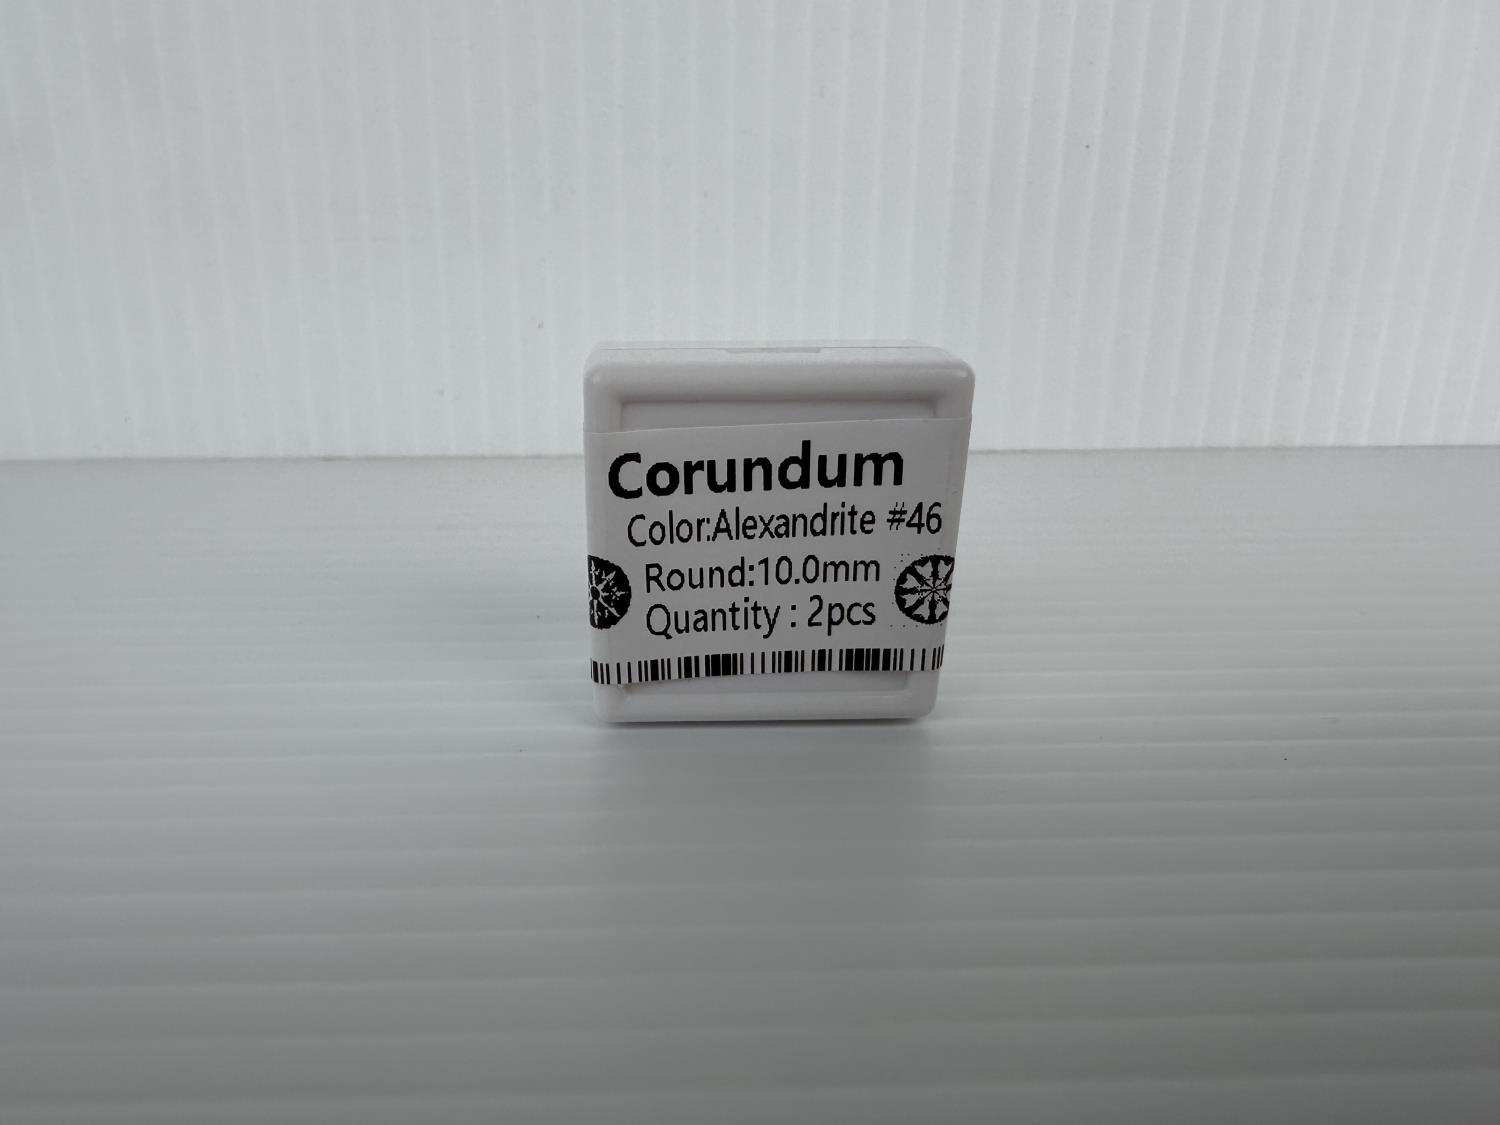 Corundum
Color:Alexandrite #46
Round:10.0mm
Quantity : 2pcs